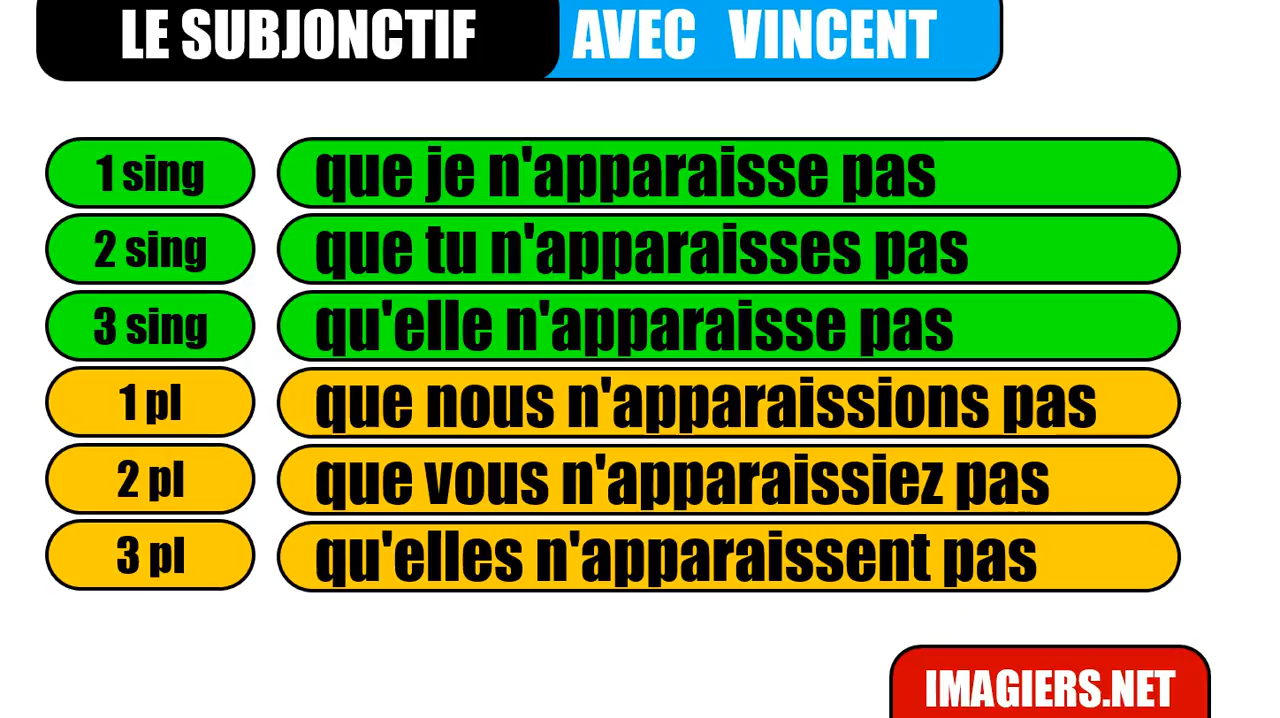 LE SUBJONCTIF AVEC VINCENT
1 sing que je n'apparaisse pas
2 sing que tu n'apparaisses pas
3 sing qu'elle n'apparaisse pas
1 pl que nous n'apparaissions pas
2 pl que vous n'apparaissiez pas
3 pl qu'elles n'apparaissent pas
IMAGIERS.NET